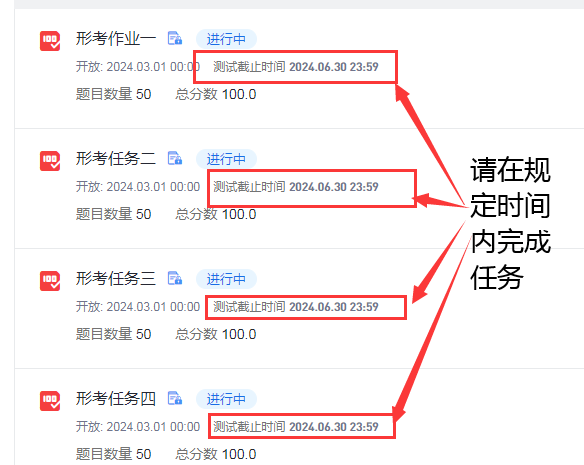 形考作业一 进行中
开放: 2024.03.01 00:00 测试截止时间 2024.06.30 23:59
题目数量 50 总分数 100.0
形考任务二 进行中
开放: 2024.03.01 00:00 测试截止时间 2024.06.30 23:59
题目数量 50 总分数 100.0
形考任务三 进行中
开放: 2024.03.01 00:00 测试截止时间 2024.06.30 23:59
题目数量 50 总分数 100.0
形考任务四 进行中
开放: 2024.03.01 00:00 测试截止时间 2024.06.30 23:59
题目数量 50 总分数 100.0
请在规
定时间
内完成
任务